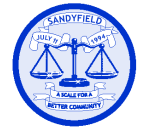 SANDYFIELD
JULY 11 1994
A SCALE FOR A
BETTER COMMUNITY